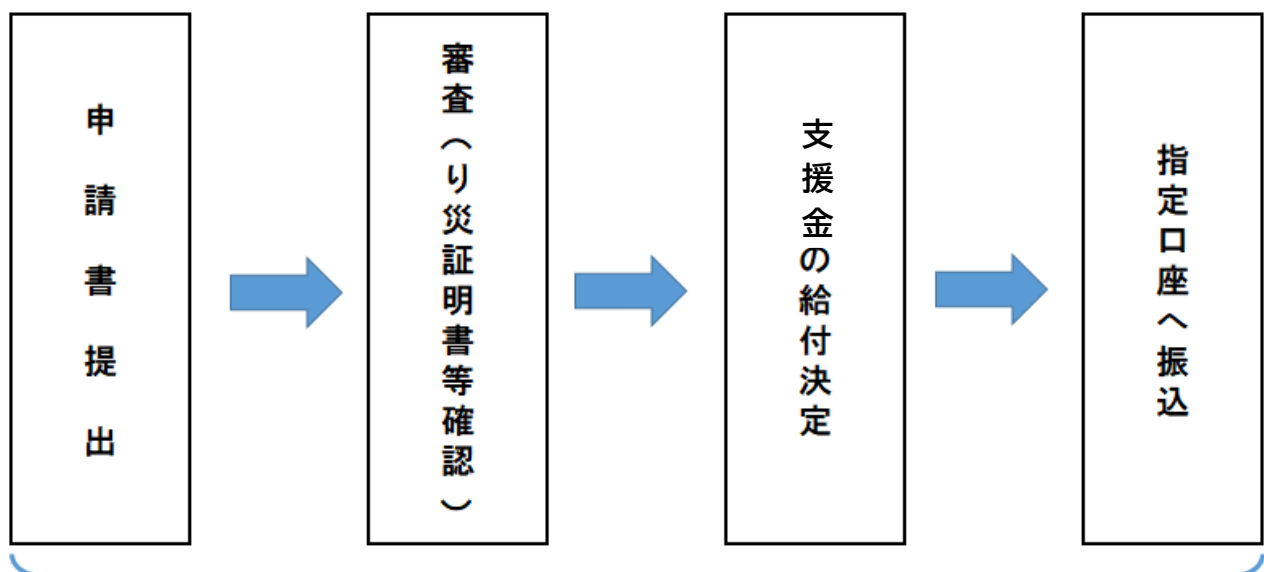 申請書提出
審査（り災証明書等確認）
支援金の給付決定
指定口座へ振込